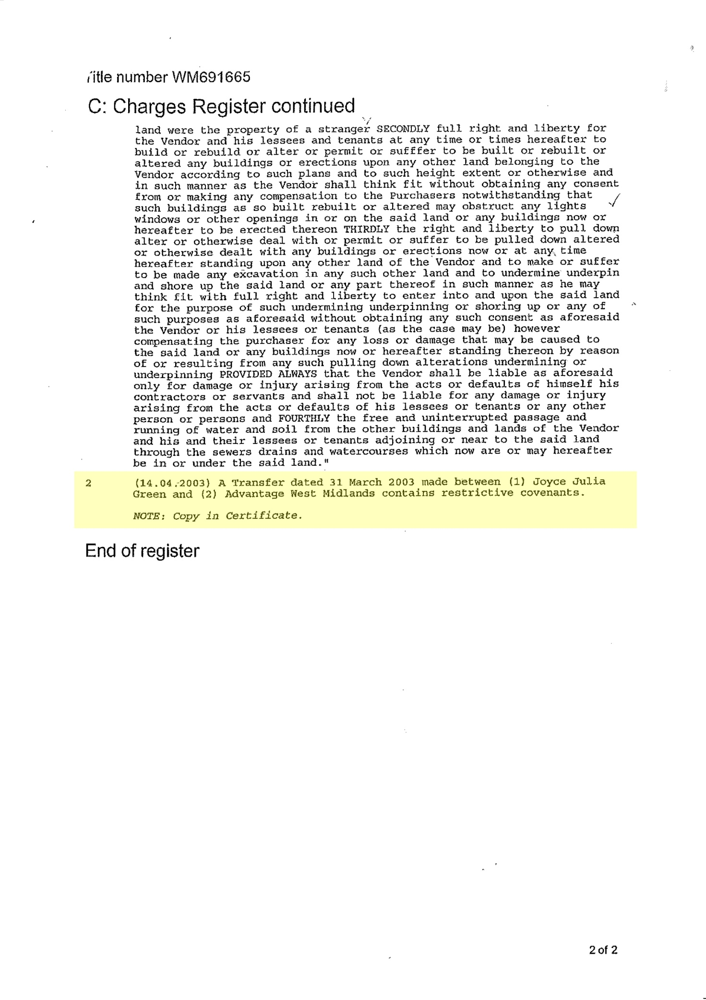 Title number WM691665
C: Charges Register continued
land were the property of a stranger SECONDLY full right and liberty for
the Vendor and his lessees and tenants at any time or times hereafter to
build or rebuild or alter or permit or sufffer to be built or rebuilt or
altered any buildings or erections upon any other land belonging to the
Vendor according to such plans and to such height extent or otherwise and
in such manner as the Vendor shall think fit without obtaining any consent
from or making any compensation to the Purchasers notwithstanding that
such buildings as so built rebuilt or altered may obstruct any lights
windows or other openings in or on the said land or any buildings now or
hereafter to be erected thereon THIRDLY the right and liberty to pull down
alter or otherwise deal with or permit or suffer to be pulled down altered
or otherwise dealt with any buildings or erections now or at any time
hereafter standing upon any other land of the Vendor and to make or suffer
to be made any excavation in any such other land and to undermine underpin
and shore up the said land or any part thereof in such manner as he may
think fit with full right and liberty to enter into and upon the said land
for the purpose of such undermining underpinning or shoring up or any of
such purposes as aforesaid without obtaining any such consent as aforesaid
the Vendor or his lessees or tenants (as the case may be) however
compensating the purchaser for any loss or damage that may be caused to
the said land or any buildings now or hereafter standing thereon by reason
of or resulting from any such pulling down alterations undermining or
underpinning PROVIDED ALWAYS that the Vendor shall be liable as aforesaid
only for damage or injury arising from the acts or defaults of himself his
contractors or servants and shall not be liable for any damage or injury
arising from the acts or defaults of his lessees or tenants or any other
person or persons and FOURTHLY the free and uninterrupted passage and
running of water and soil from the other buildings and lands of the Vendor
and his and their lessees or tenants adjoining or near to the said land
through the sewers drains and watercourses which now are or may hereafter
be in or under the said land."
2 (14.04.2003) A Transfer dated 31 March 2003 made between (1) Joyce Julia
Green and (2) Advantage West Midlands contains restrictive covenants.
NOTE: Copy in Certificate.
End of register
2 of 2